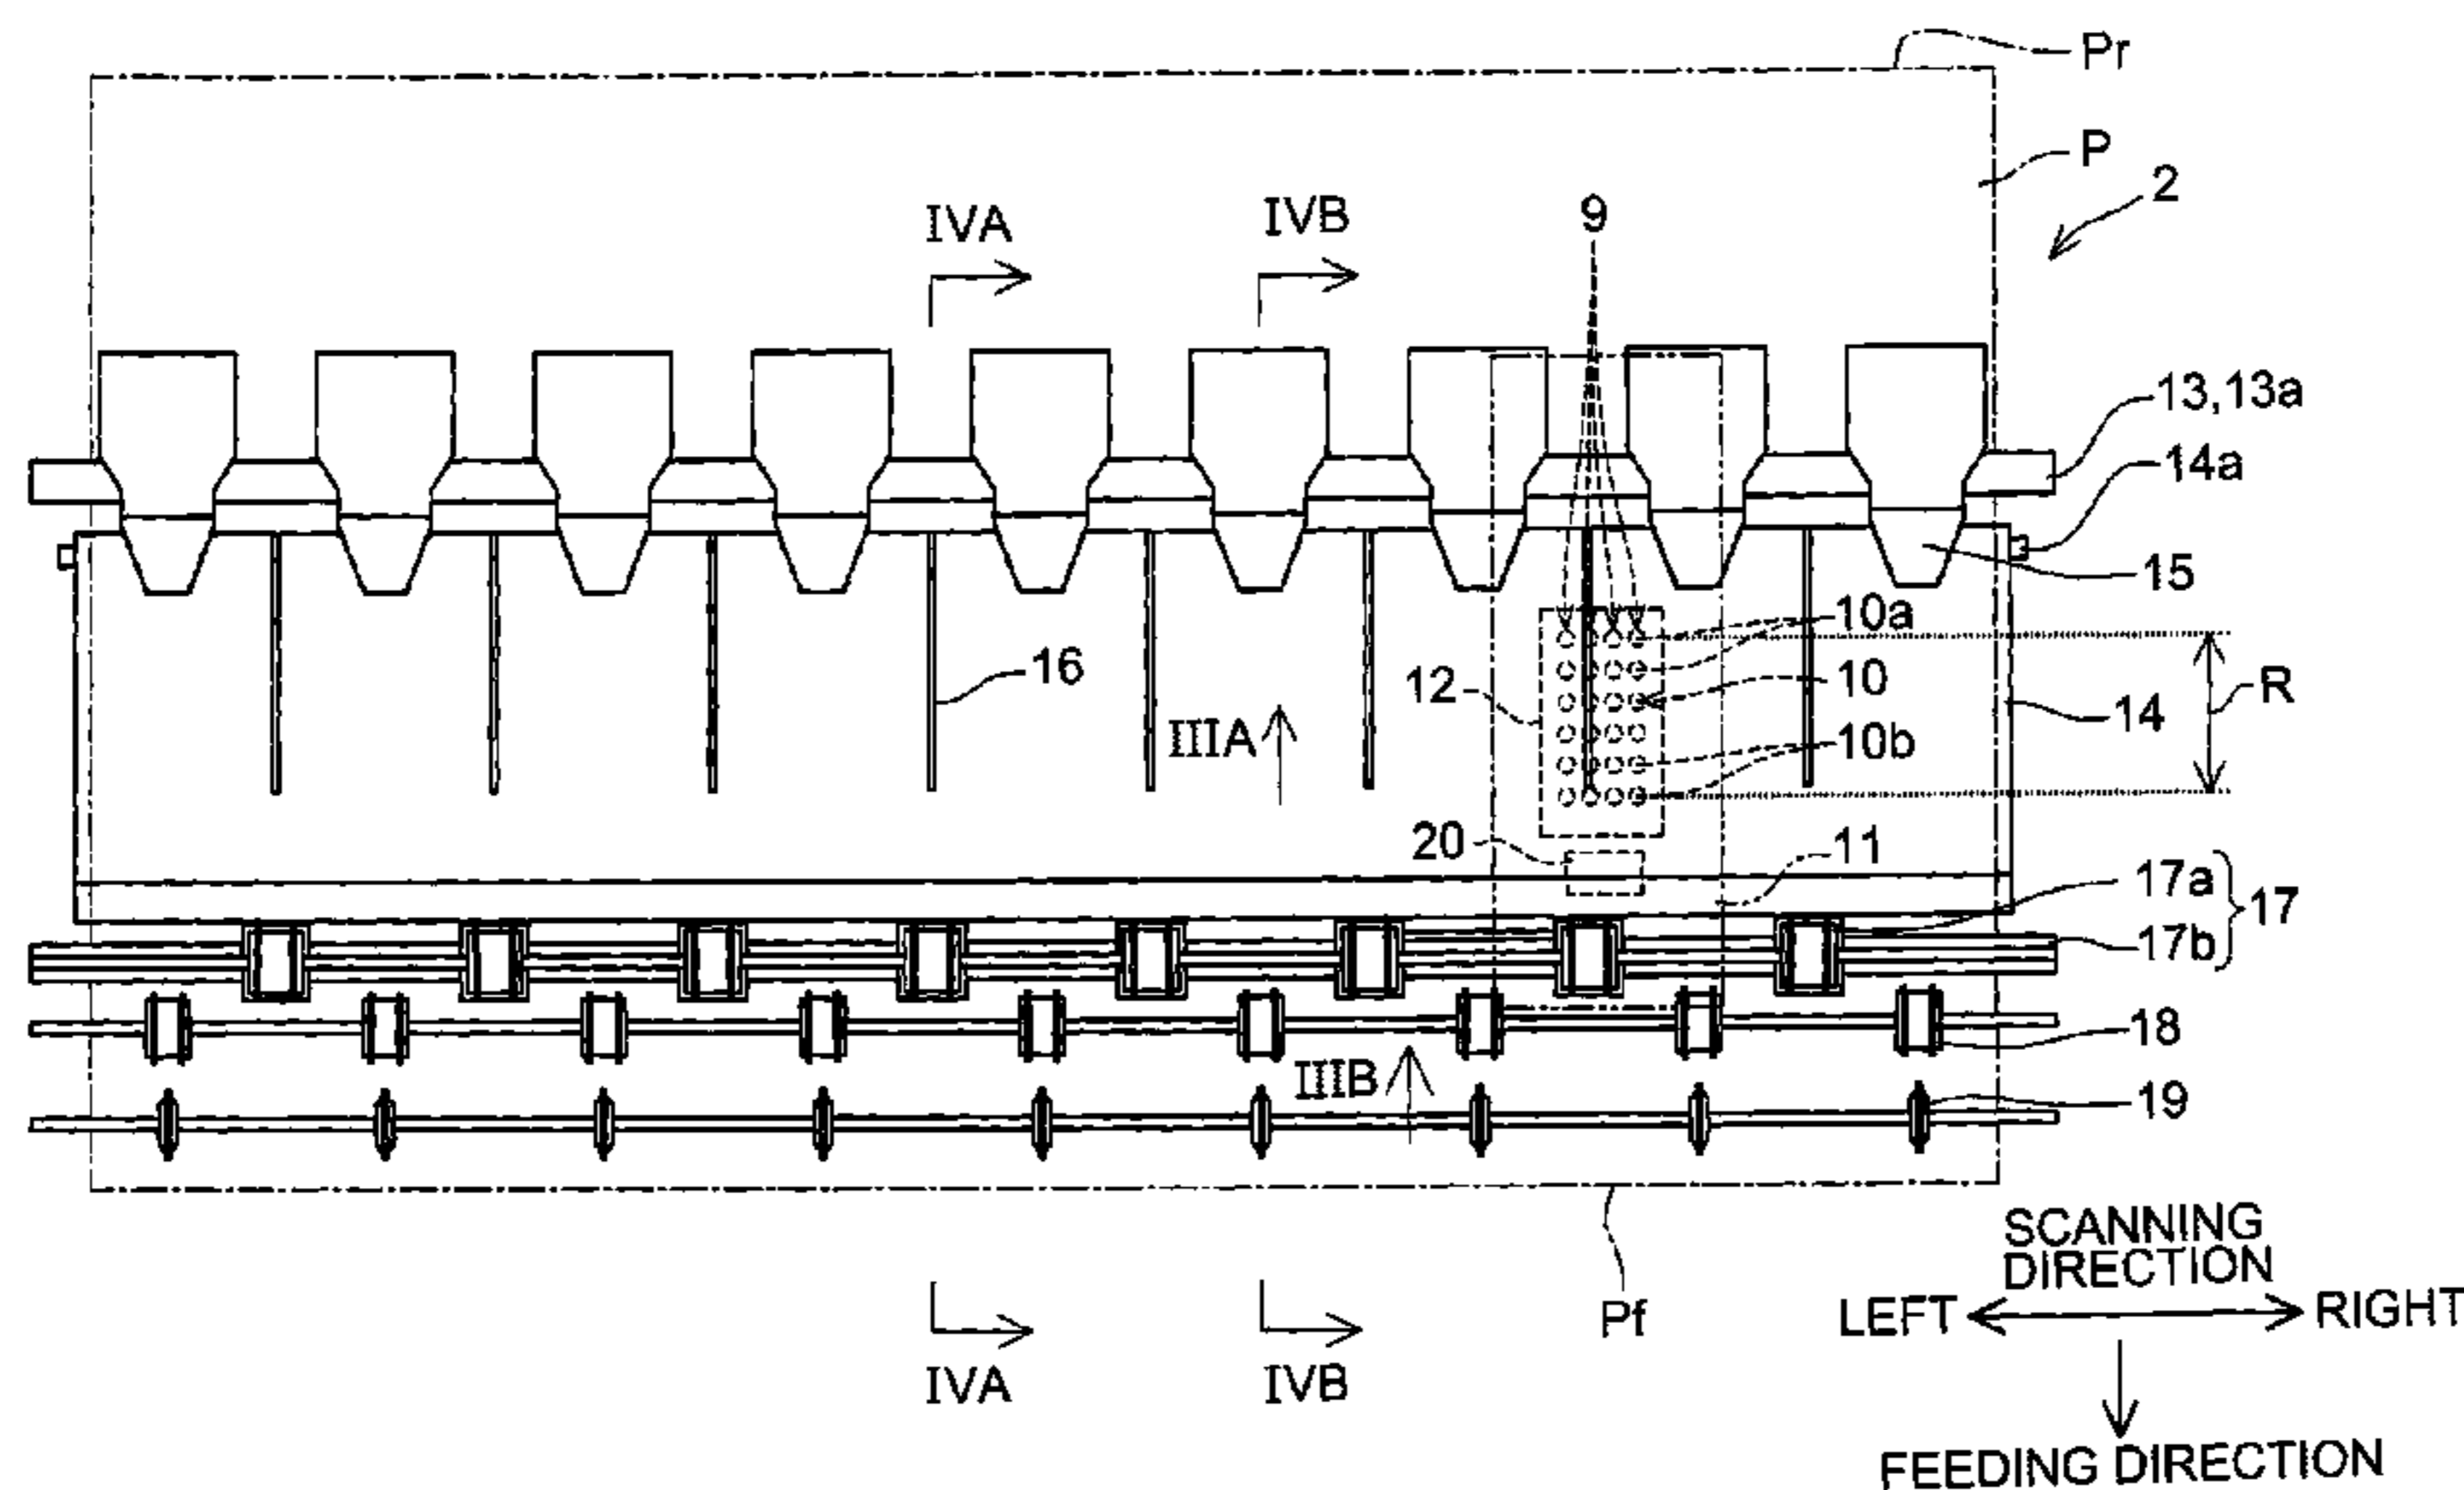 Pr
P
2
IVA
IVB
9
13,13a
14a
15
10a
16
12
10
R
14
IIIA
10b
20
11
17a
17
17b
18
IIIB
19
SCANNING
DIRECTION
Pf
LEFT
RIGHT
IVA
IVB
FEEDING DIRECTION